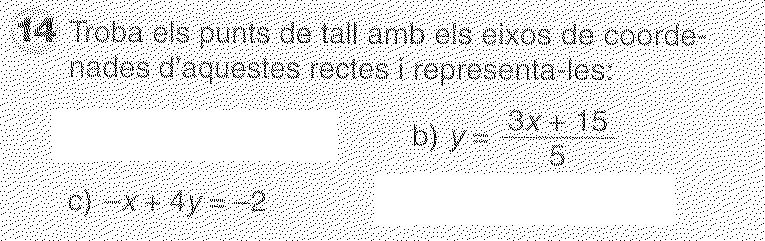 14 Troba els punts de tall amb els eixos de coorde-
nades d'aquestes rectes i representa-les:
b) y = (3x + 15)/5
c) –x + 4y = –2